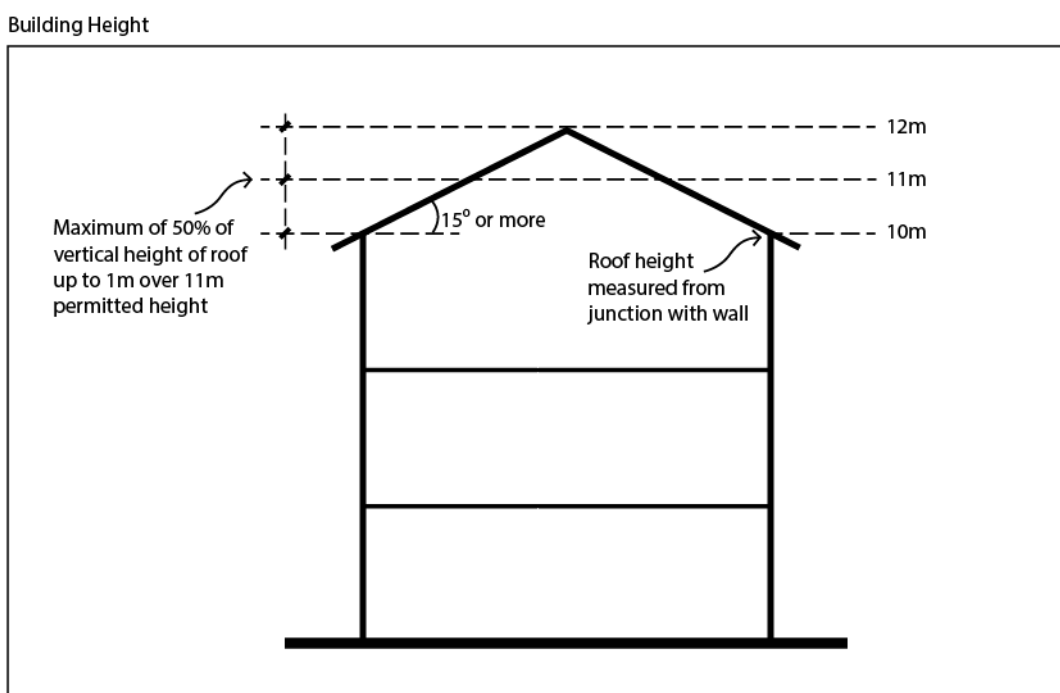 Building Height
12m
11m
10m
Maximum of 50% of
vertical height of roof
up to 1m over 11m
permitted height
15° or more
Roof height
measured from
junction with wall